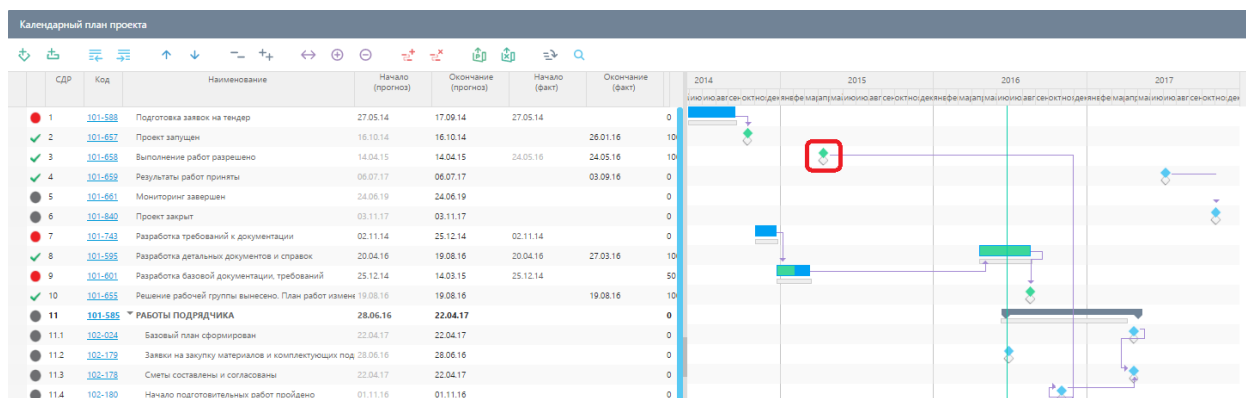 Календарный план проекта
СДР Код Наименование Начало (прогноз) Окончание (прогноз) Начало (факт) Окончание (факт) 2014 2015 2016 2017
1 101-588 Подготовка заявок на тендер 27.05.14 17.09.14 27.05.14 0
2 101-657 Проект запущен 16.10.14 16.10.14 26.01.16 10
3 101-658 Выполнение работ разрешено 14.04.15 14.04.15 24.05.16 24.05.16 10
4 101-659 Результаты работ приняты 06.07.17 06.07.17 03.09.16 0
5 101-661 Мониторинг завершен 24.06.19 24.06.19 0
6 101-840 Проект закрыт 03.11.17 03.11.17 0
7 101-743 Разработка требований к документации 02.11.14 25.12.14 02.11.14 0
8 101-595 Разработка детальных документов и справок 20.04.16 19.08.16 20.04.16 27.03.16 10
9 101-601 Разработка базовой документации, требований 25.12.14 14.03.15 25.12.14 50
10 101-655 Решение рабочей группы вынесено. План работ измене 19.08.16 19.08.16 19.08.16 10
11 101-585 РАБОТЫ ПОДРЯДЧИКА 28.06.16 22.04.17 0
11.1 102-024 Базовый план сформирован 22.04.17 22.04.17 0
11.2 102-179 Заявки на закупку материалов и комплектующих под 28.06.16 28.06.16 0
11.3 102-178 Сметы составлены и согласованы 22.04.17 22.04.17 0
11.4 102-180 Начало подготовительных работ пройдено 01.11.16 01.11.16 0